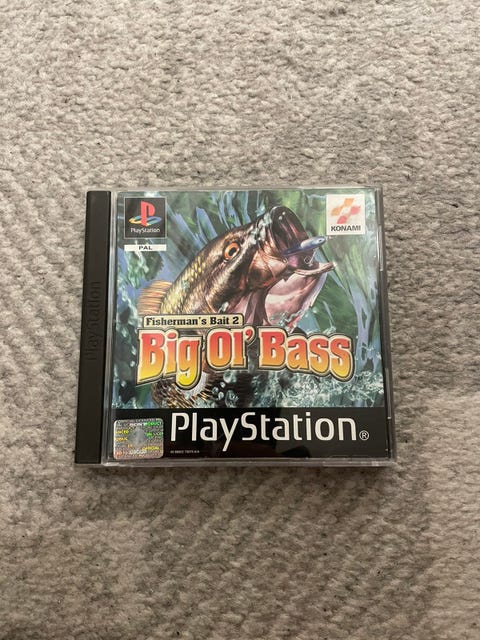 PlayStation
PlayStation
PAL
KONAMI
Fisherman's Bait 2
Big Ol' Bass
PlayStation®